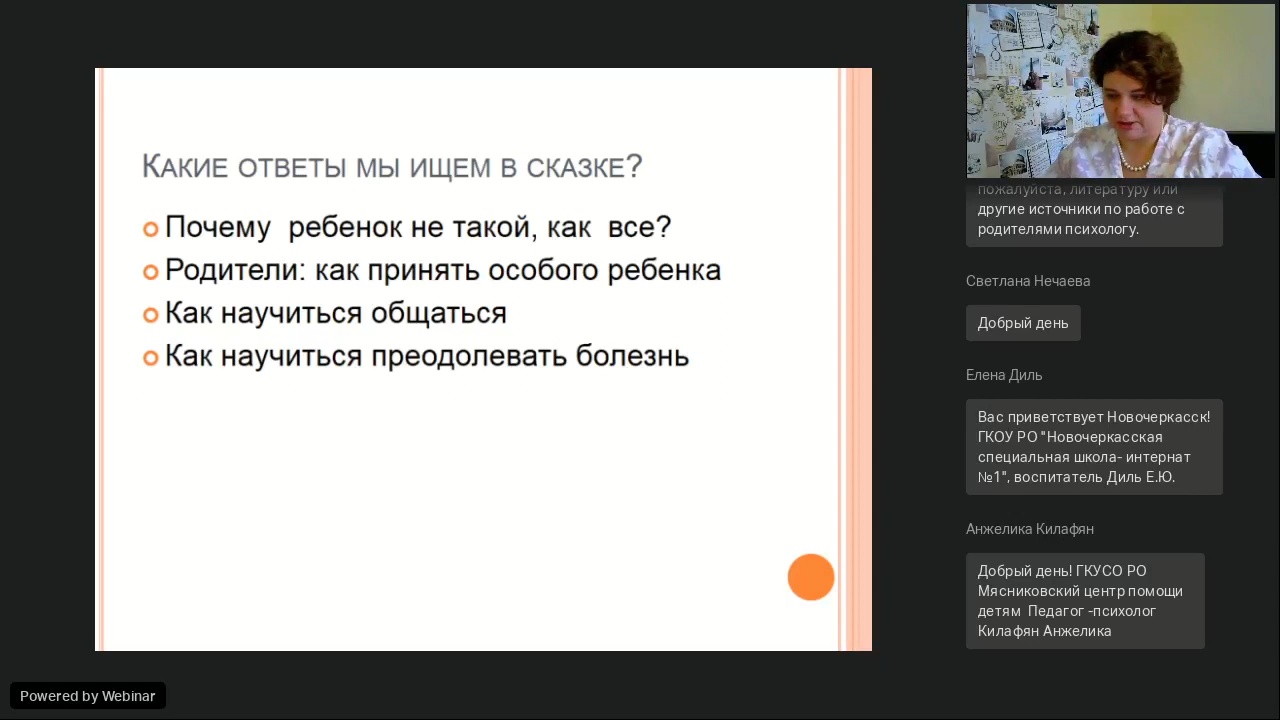 Какие ответы мы ищем в сказке?
Почему ребенок не такой, как все?
Родители: как принять особого ребенка
Как научиться общаться
Как научиться преодолевать болезнь
пожалуйста, литературу или
другие источники по работе с
родителями психологу.
Светлана Нечаева
Добрый день
Елена Диль
Вас приветствует Новочеркасск!
ГКОУ РО "Новочеркасская
специальная школа- интернат
№1", воспитатель Диль Е.Ю.
Анжелика Килафян
Добрый день! ГКУСО РО
Мясниковский центр помощи
детям Педагог -психолог
Килафян Анжелика
Powered by Webinar